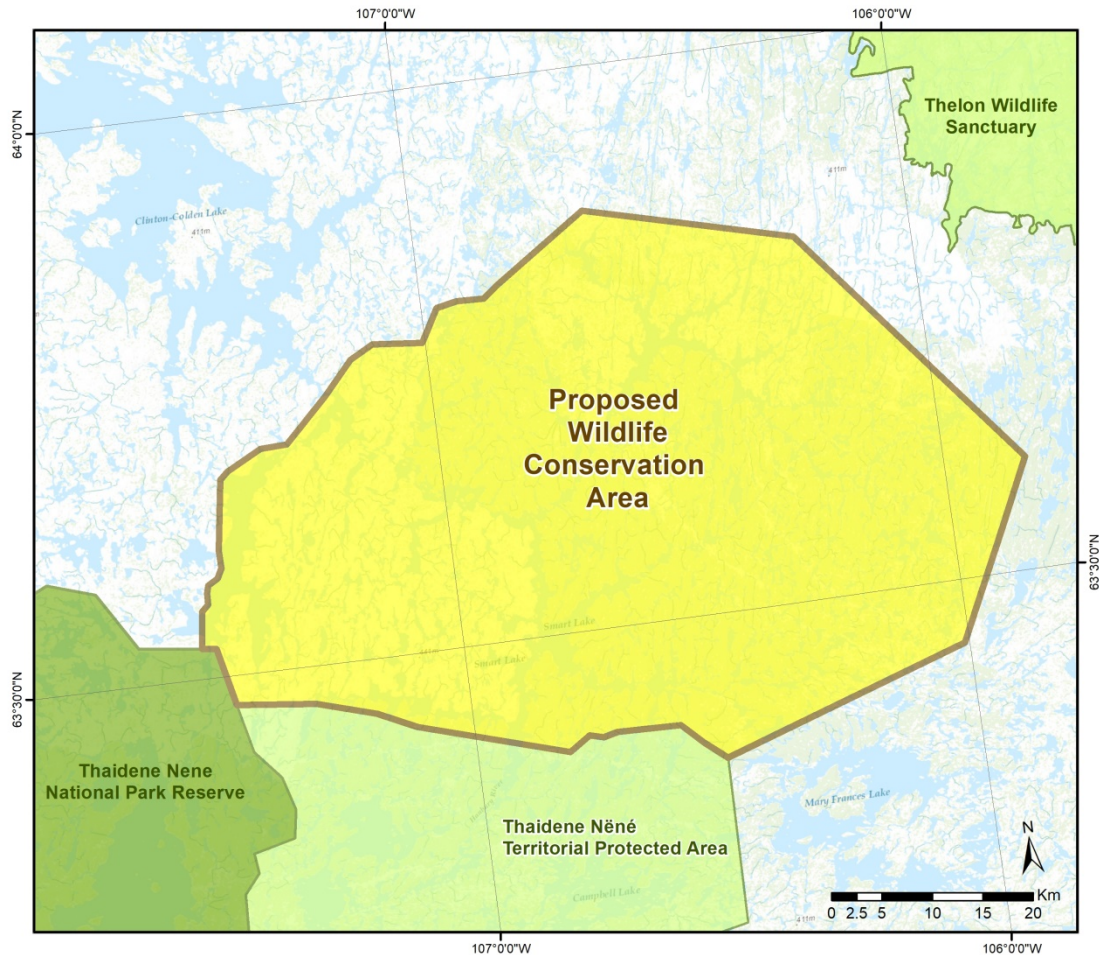 107°0'0"W
106°0'0"W
Thelon Wildlife
Sanctuary
64°0'0"N
411m
Clinton-Colden Lake
411m
Proposed
Wildlife
Conservation
Area
63°30'0"N
Smart Lake
Smart Lake
63°30'0"N
Thaidene Nene
National Park Reserve
Mary Frances Lake
Thaidene Nëné
Territorial Protected Area
N
Campbell Lake
Km
0 2.5 5 10 15 20
411m
107°0'0"W
106°0'0"W